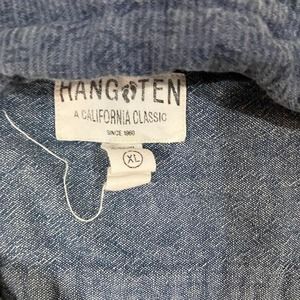 HANG TEN
A CALIFORNIA CLASSIC
SINCE 1960
XL